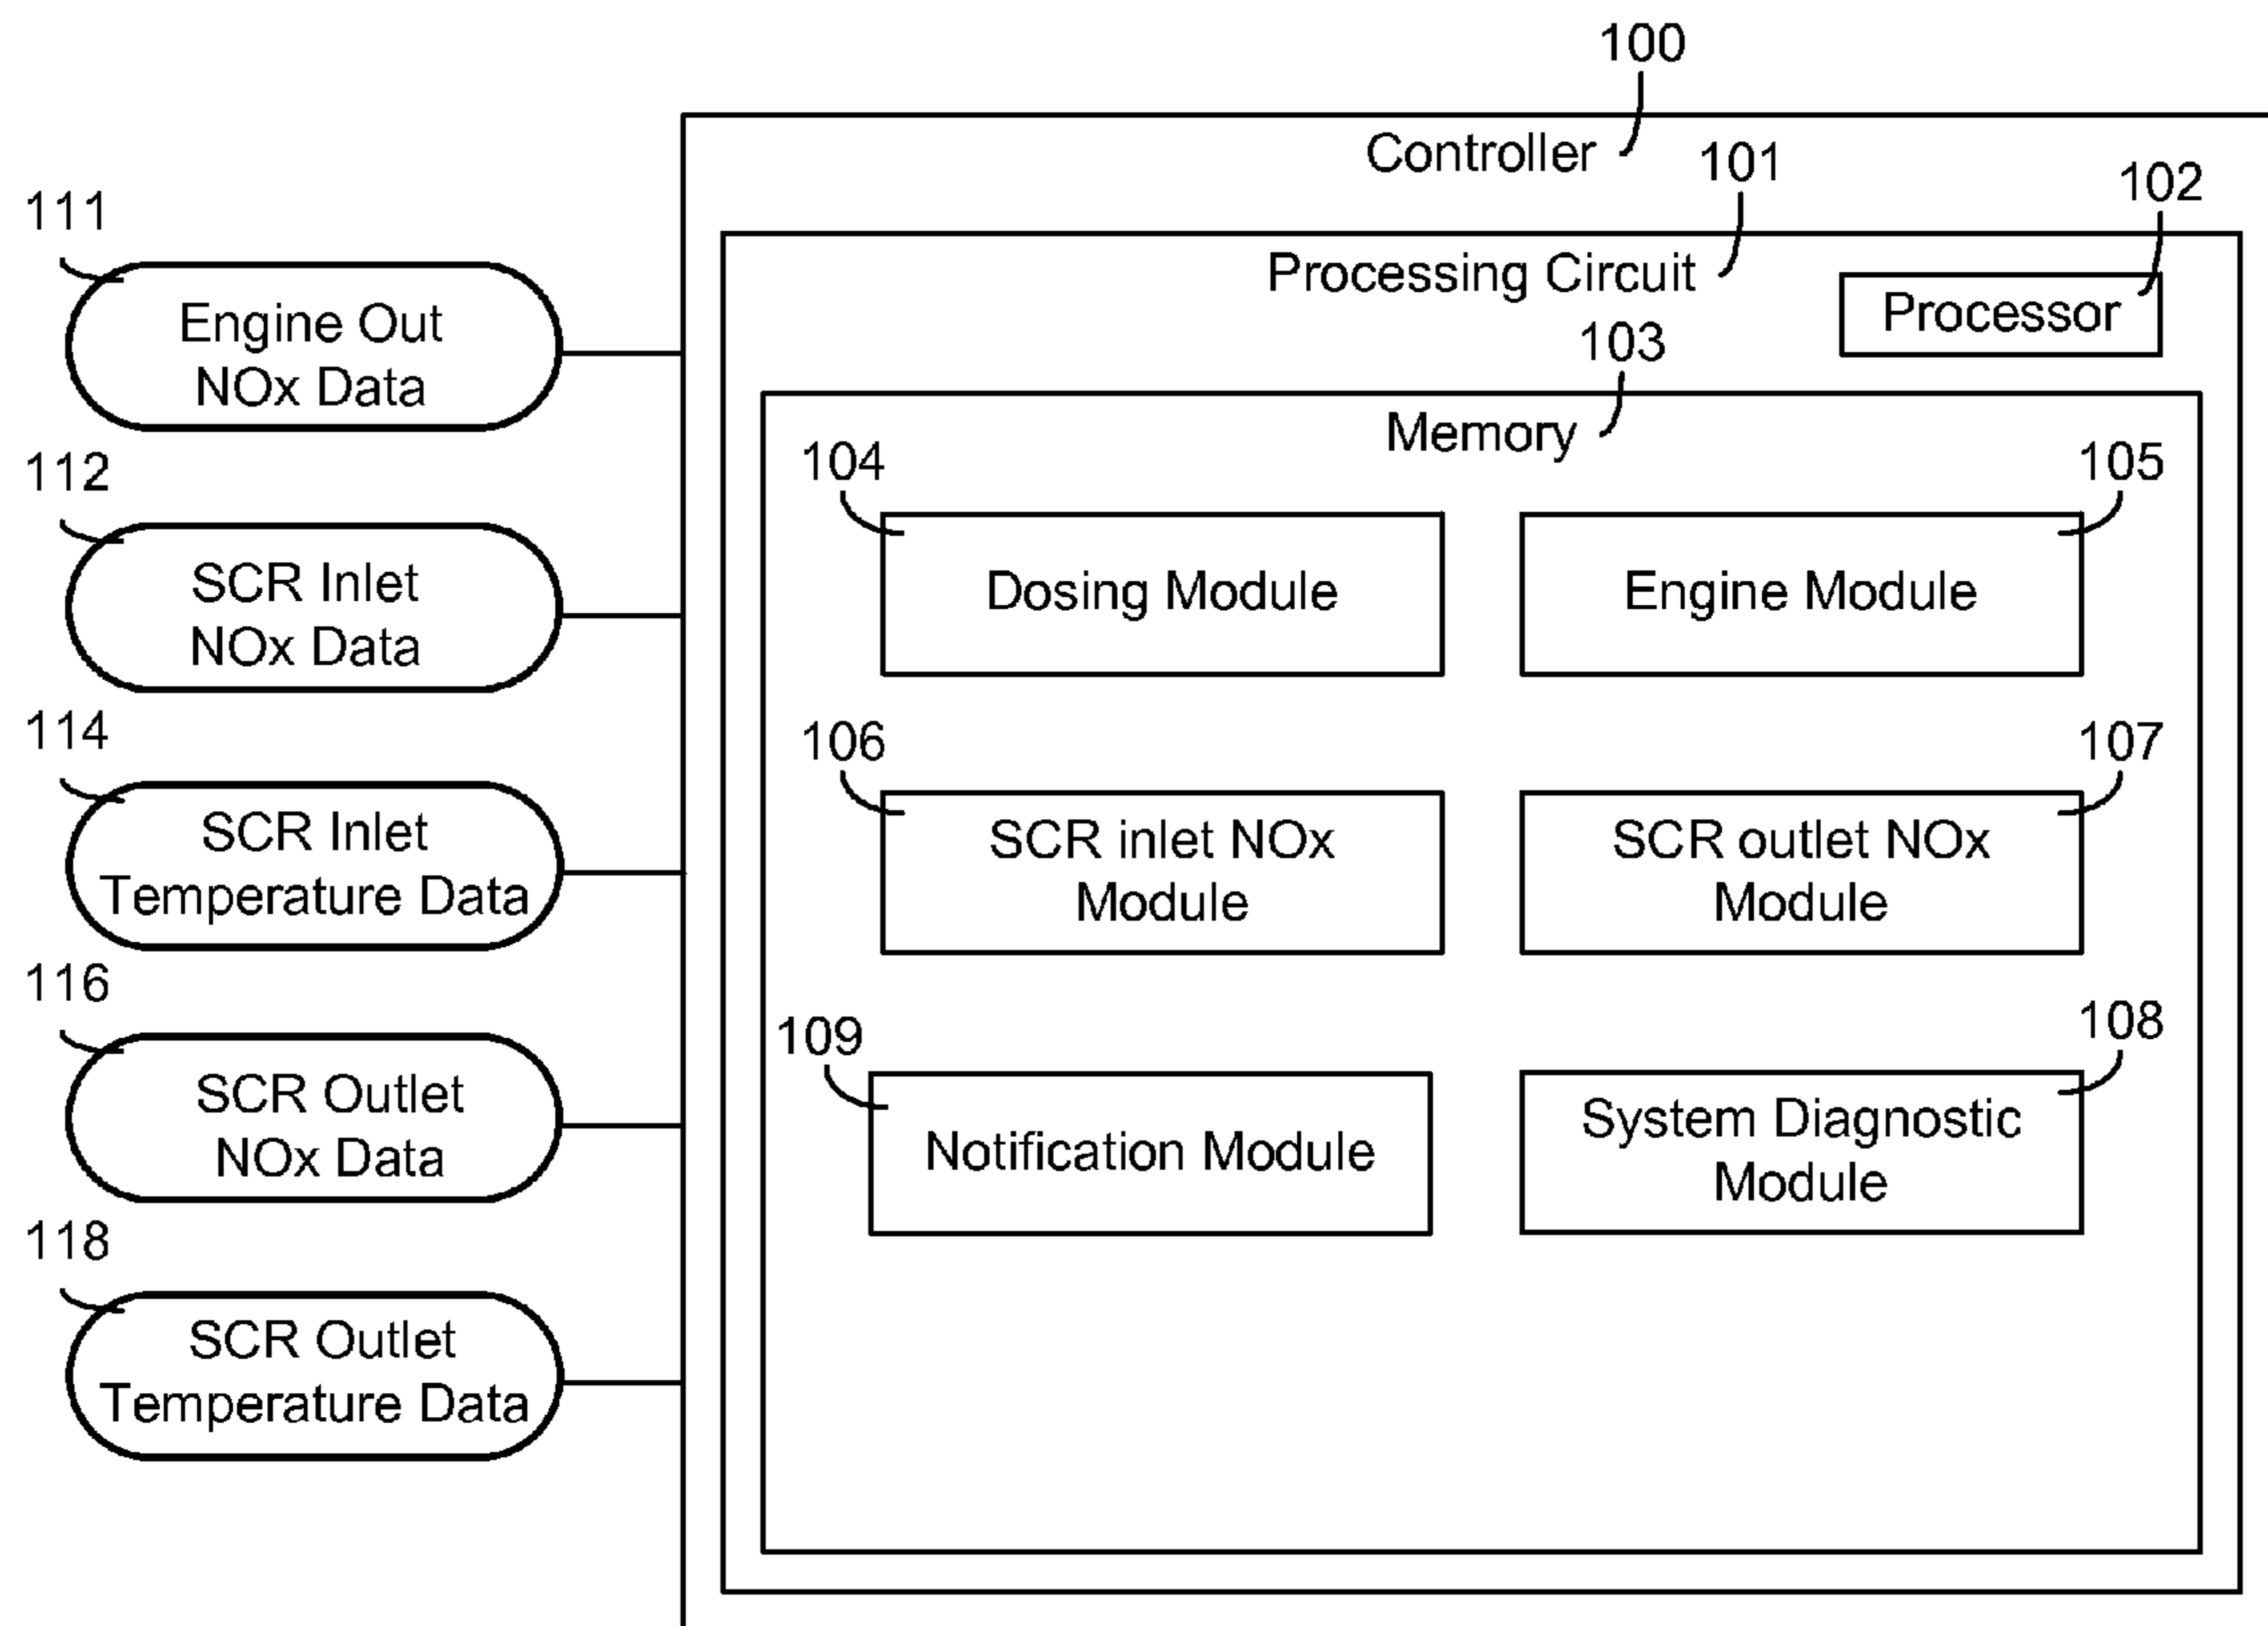 100
Controller
101
102
Processing Circuit
Processor
103
Memory
104
105
Dosing Module
Engine Module
106
107
SCR inlet NOx
Module
SCR outlet NOx
Module
109
108
Notification Module
System Diagnostic
Module
111
Engine Out
NOx Data
112
SCR Inlet
NOx Data
114
SCR Inlet
Temperature Data
116
SCR Outlet
NOx Data
118
SCR Outlet
Temperature Data